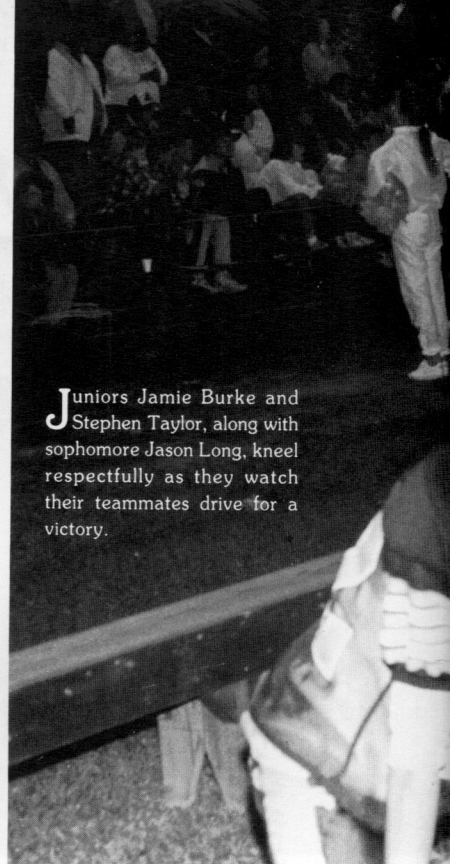 Juniors Jamie Burke and
Stephen Taylor, along with
sophomore Jason Long, kneel
respectfully as they watch
their teammates drive for a
victory.